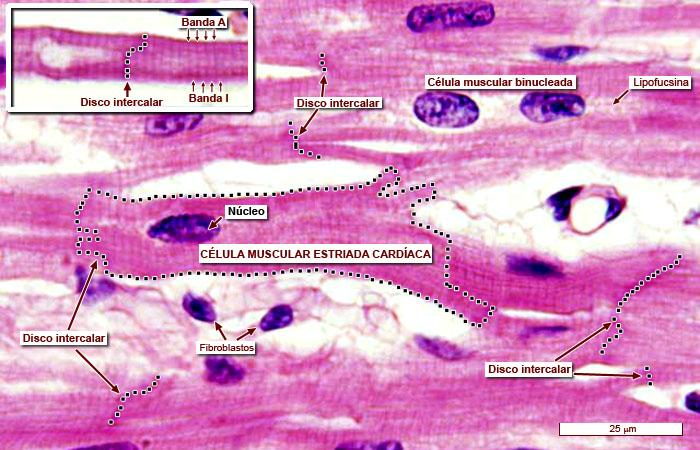 Banda A
Disco intercalar
Banda I
Disco intercalar
Célula muscular binucleada
Lipofucsina
Núcleo
CÉLULA MUSCULAR ESTRIADA CARDÍACA
Disco intercalar
Fibroblastos
Disco intercalar
25 µm